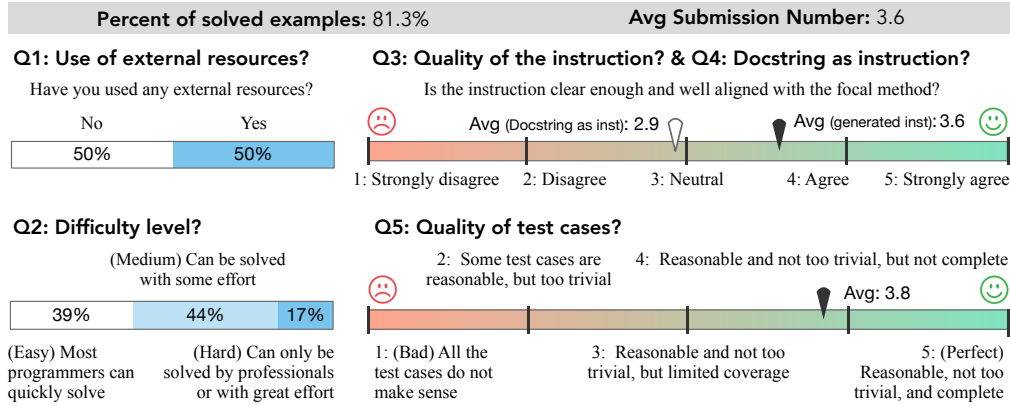 Percent of solved examples: 81.3%
Avg Submission Number: 3.6
Q1: Use of external resources?
Have you used any external resources?
No
Yes
50%
50%
Q2: Difficulty level?
(Medium) Can be solved
with some effort
39%
44%
17%
(Easy) Most
programmers can
quickly solve
(Hard) Can only be
solved by professionals
or with great effort
Q3: Quality of the instruction? & Q4: Docstring as instruction?
Is the instruction clear enough and well aligned with the focal method?
Avg (Docstring as inst): 2.9
Avg (generated inst): 3.6
1: Strongly disagree
2: Disagree
3: Neutral
4: Agree
5: Strongly agree
Q5: Quality of test cases?
2: Some test cases are
reasonable, but too trivial
4: Reasonable and not too trivial, but not complete
Avg: 3.8
1: (Bad) All the
test cases do not
make sense
3: Reasonable and not too
trivial, but limited coverage
5: (Perfect)
Reasonable, not too
trivial, and complete